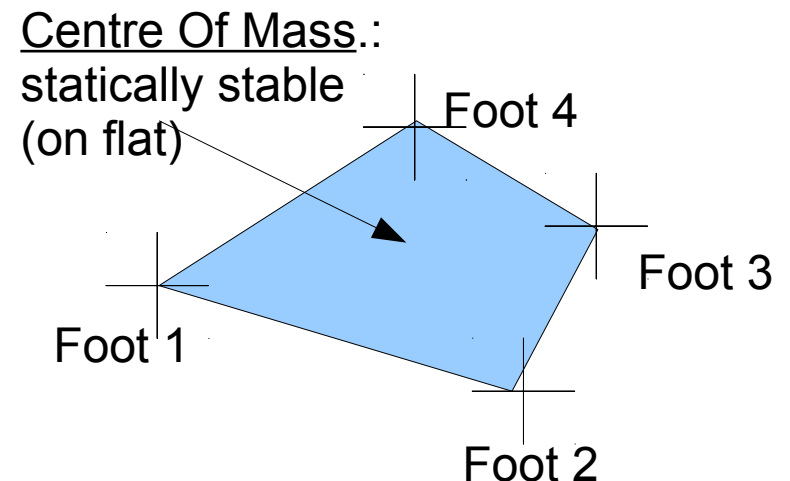 Centre Of Mass.:
statically stable
(on flat)
Foot 4
Foot 3
Foot 1
Foot 2